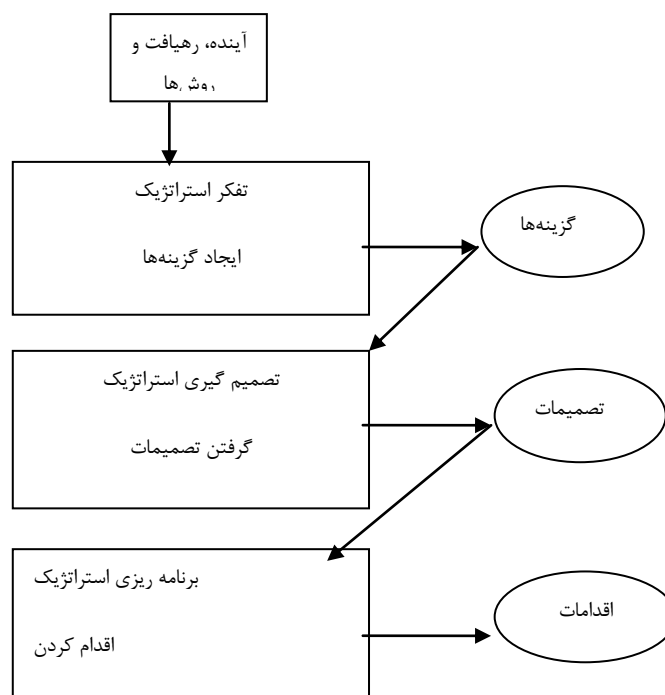 آینده، رهیافت و
روش‌ها
تفکر استراتژیک
ایجاد گزینه‌ها
گزینه‌ها
تصمیم گیری استراتژیک
گرفتن تصمیمات
تصمیمات
برنامه ریزی استراتژیک
اقدام کردن
اقدامات